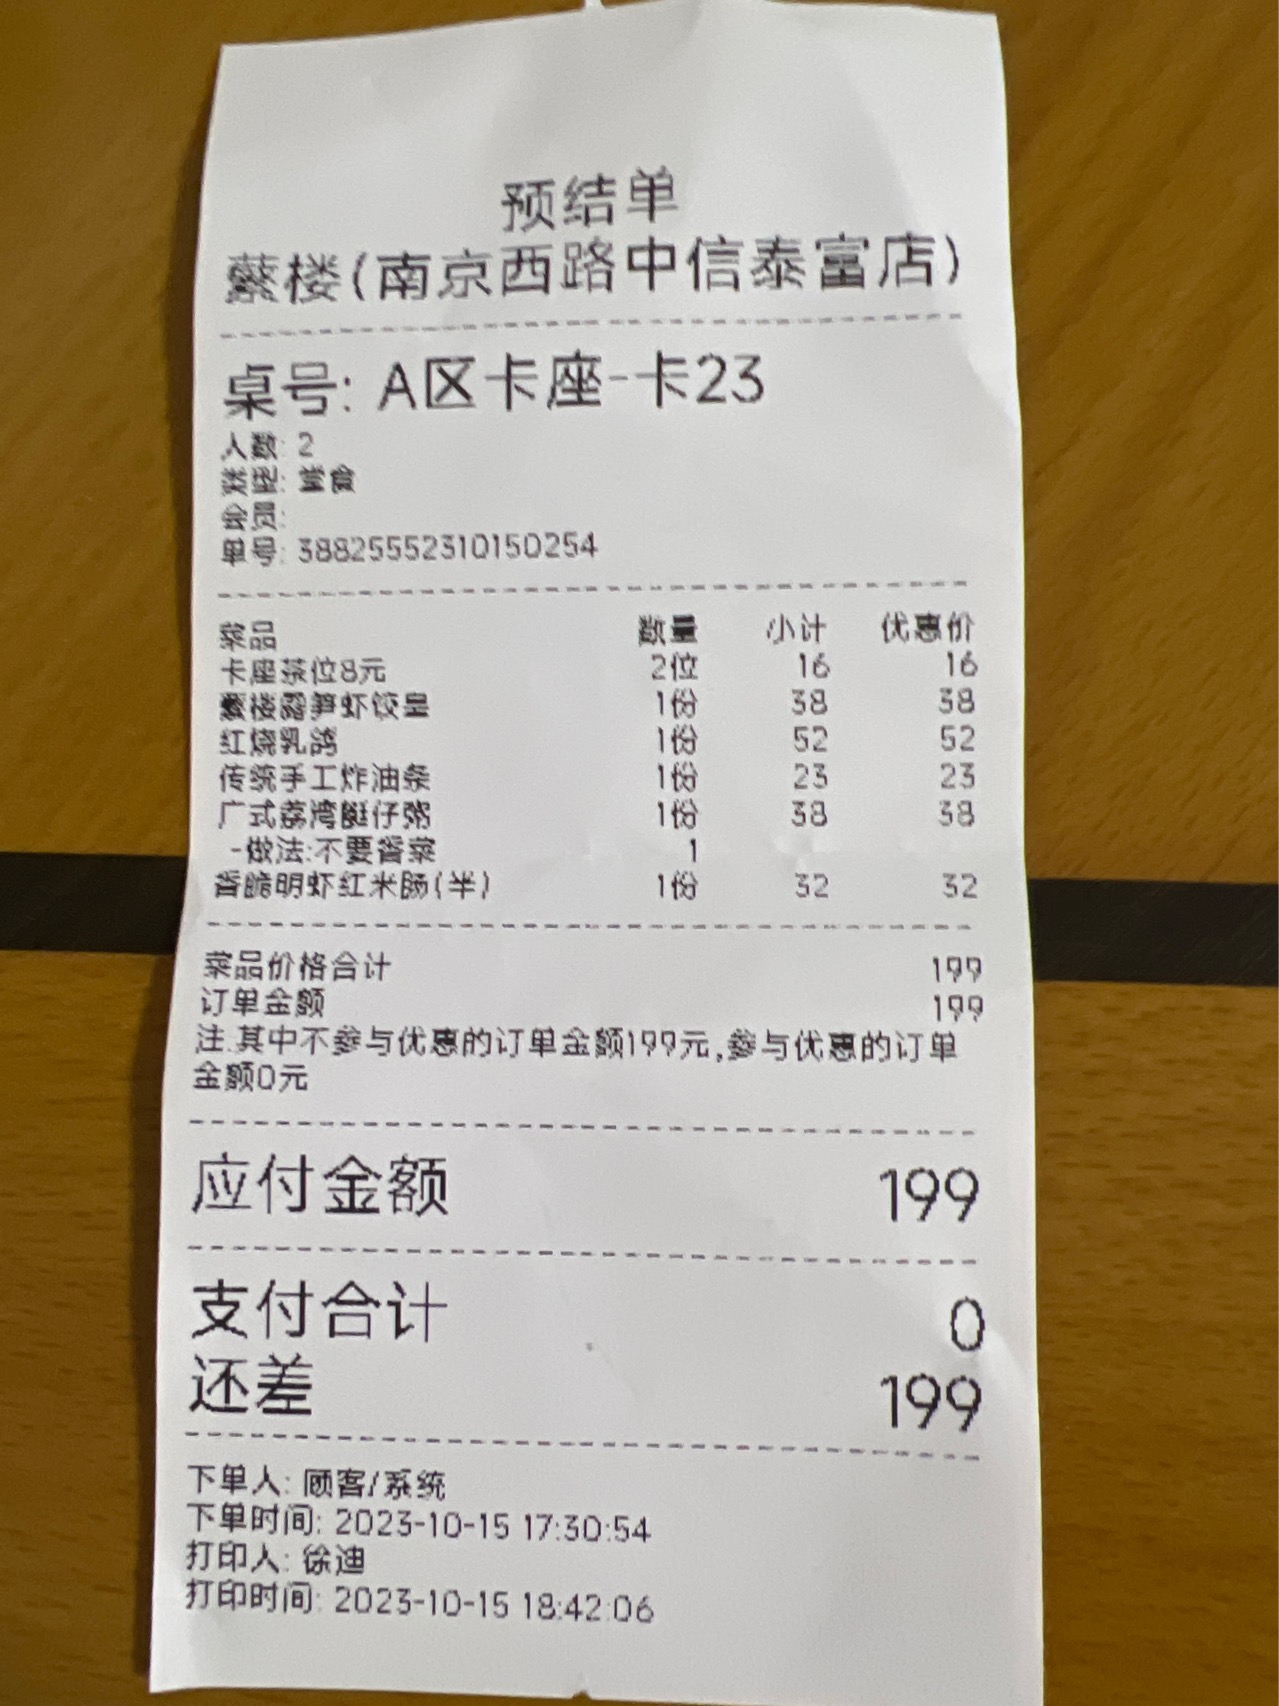 预结单
蘩楼(南京西路中信泰富店)
桌号: A区卡座-卡23
人数: 2
类型: 堂食
会员:
单号: 38825552310150254
菜品 数量 小计 优惠价
卡座茶位8元 2位 16 16
蘩楼露笋虾饺皇 1份 38 38
红烧乳鸽 1份 52 52
传统手工炸油条 1份 23 23
广式荔湾艇仔粥 1份 38 38
-做法:不要香菜 1
香脆明虾红米肠(半) 1份 32 32
菜品价格合计 199
订单金额 199
注:其中不参与优惠的订单金额199元,参与优惠的订单
金额0元
应付金额 199
支付合计 0
还差 199
下单人: 顾客/系统
下单时间: 2023-10-15 17:30:54
打印人: 徐迪
打印时间: 2023-10-15 18:42:06